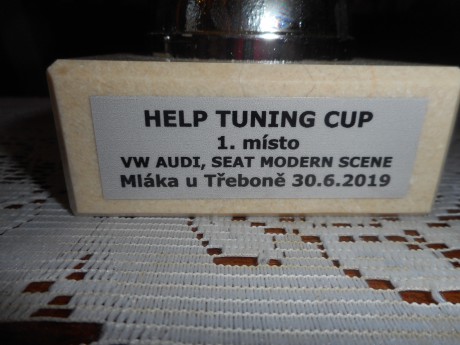 HELP TUNING CUP
1. místo
VW AUDI, SEAT MODERN SCENE
Mláka u Třeboně 30.6.2019